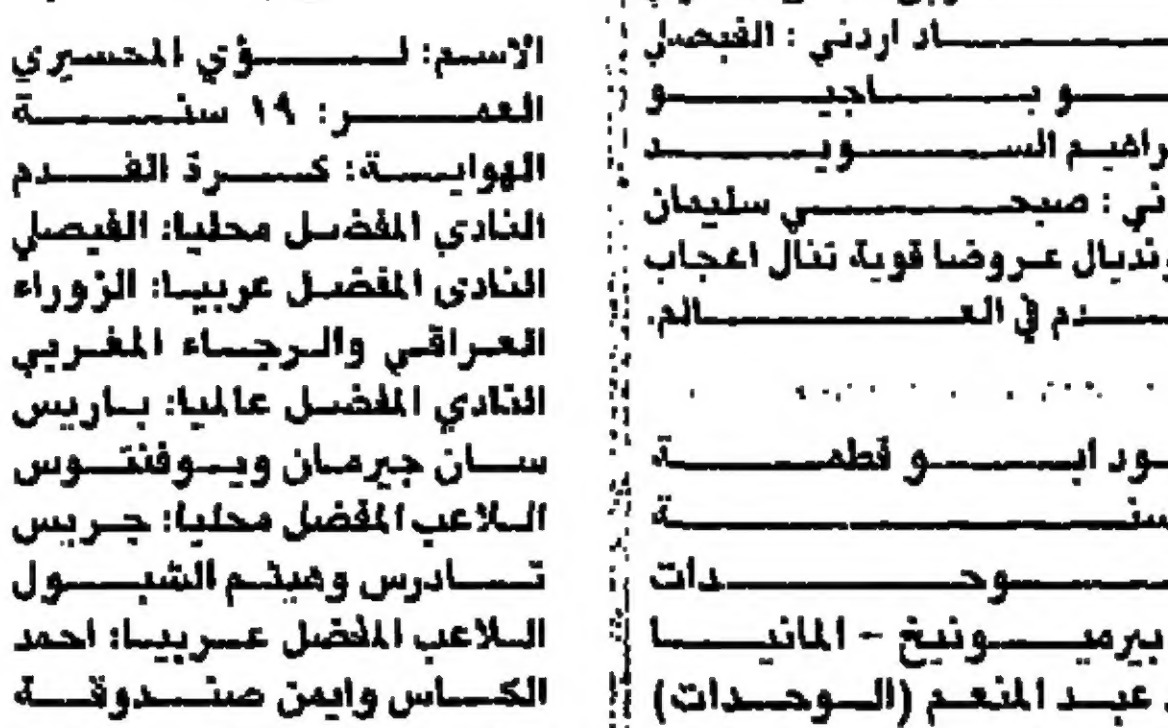 اد اردني : الفيصلي
و باجيو
راهيم السويد
ني : صبحي سليمان
ونديال عروضا قوية تنال اعجاب
دم في العالم.
ود ابو قطمة
سنة
وحدات
بيرميونيخ - المانيا
عبد المنعم (الوحدات)
الاسم: لؤي المحسيري
العمر: ١٩ سنة
الهواية: كرة القدم
النادي المفضل محليا: الفيصلي
النادي المفضل عربيا: الزوراء
العراقي والرجاء المغربي
النادي المفضل عالميا: باريس
سان جيرمان ويوفنتوس
اللاعب المفضل محليا: جريس
تادرس وهيثم الشبول
اللاعب المفضل عربيا: احمد
الكاس وايمن صندوقة